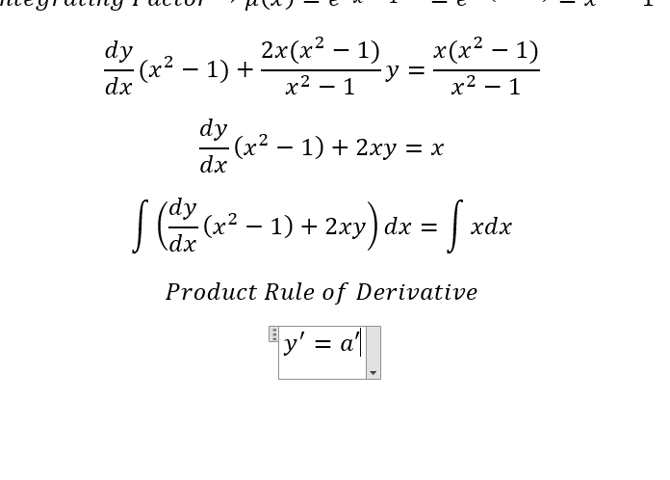 dy/dx (x² − 1) + 2x(x² − 1)/(x² − 1) y = x(x² − 1)/(x² − 1)
dy/dx (x² − 1) + 2xy = x
∫ (dy/dx (x² − 1) + 2xy) dx = ∫ xdx
Product Rule of Derivative
y′ = a′